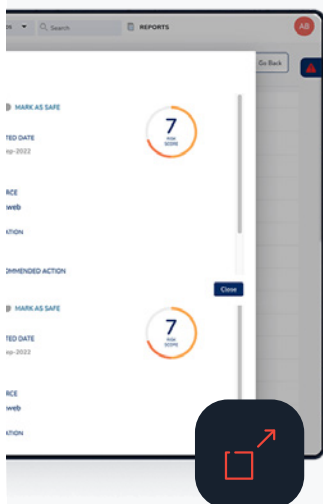 Search
REPORTS
AB
Go Back
MARK AS SAFE
7
RISK
SCORE
TED DATE
ep-2022
RCE
web
ATION
OMMENDED ACTION
Close
MARK AS SAFE
7
RISK
SCORE
TED DATE
ep-2022
RCE
web
ATION